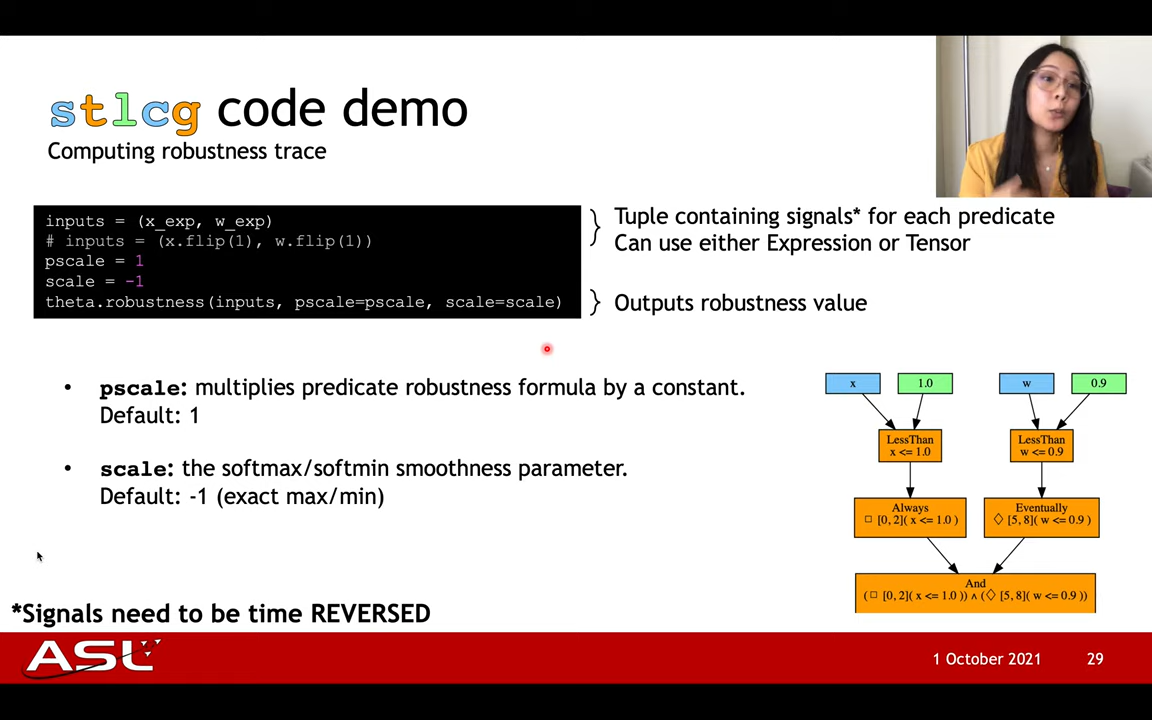 stlcg code demo
Computing robustness trace
inputs = (x_exp, w_exp)
# inputs = (x.flip(1), w.flip(1))
pscale = 1
scale = -1
theta.robustness(inputs, pscale=pscale, scale=scale)
Tuple containing signals* for each predicate
Can use either Expression or Tensor
Outputs robustness value
• pscale: multiplies predicate robustness formula by a constant.
Default: 1
• scale: the softmax/softmin smoothness parameter.
Default: -1 (exact max/min)
x
1.0
w
0.9
LessThan
x <= 1.0
LessThan
w <= 0.9
Always
□ [0, 2]( x <= 1.0 )
Eventually
♢ [5, 8]( w <= 0.9 )
And
(□ [0, 2]( x <= 1.0 )) ∧ (♢ [5, 8]( w <= 0.9 ))
*Signals need to be time REVERSED
ASL
1 October 2021
29